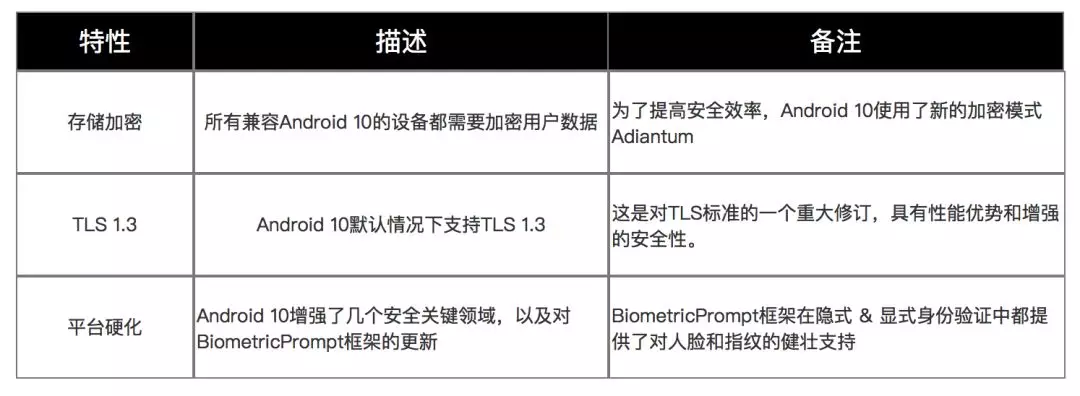 特性
描述
备注
存储加密
所有兼容Android 10的设备都需要加密用户数据
为了提高安全效率，Android 10使用了新的加密模式
Adiantum
TLS 1.3
Android 10默认情况下支持TLS 1.3
这是对TLS标准的一个重大修订，具有性能优势和增强
的安全性。
平台硬化
Android 10增强了几个安全关键领域，以及对
BiometricPrompt框架的更新
BiometricPrompt框架在隐式 & 显式身份验证中都提
供了对人脸和指纹的健壮支持